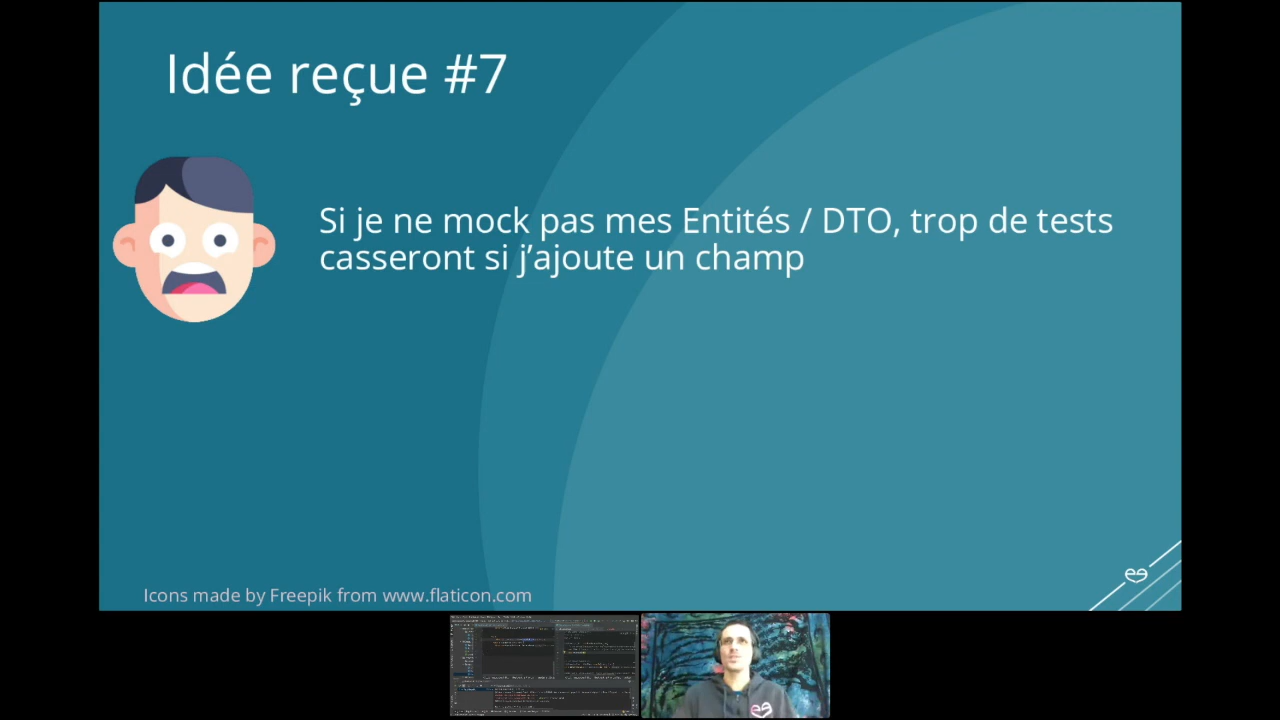 Idée reçue #7
Si je ne mock pas mes Entités / DTO, trop de tests
casseront si j’ajoute un champ
Icons made by Freepik from www.flaticon.com